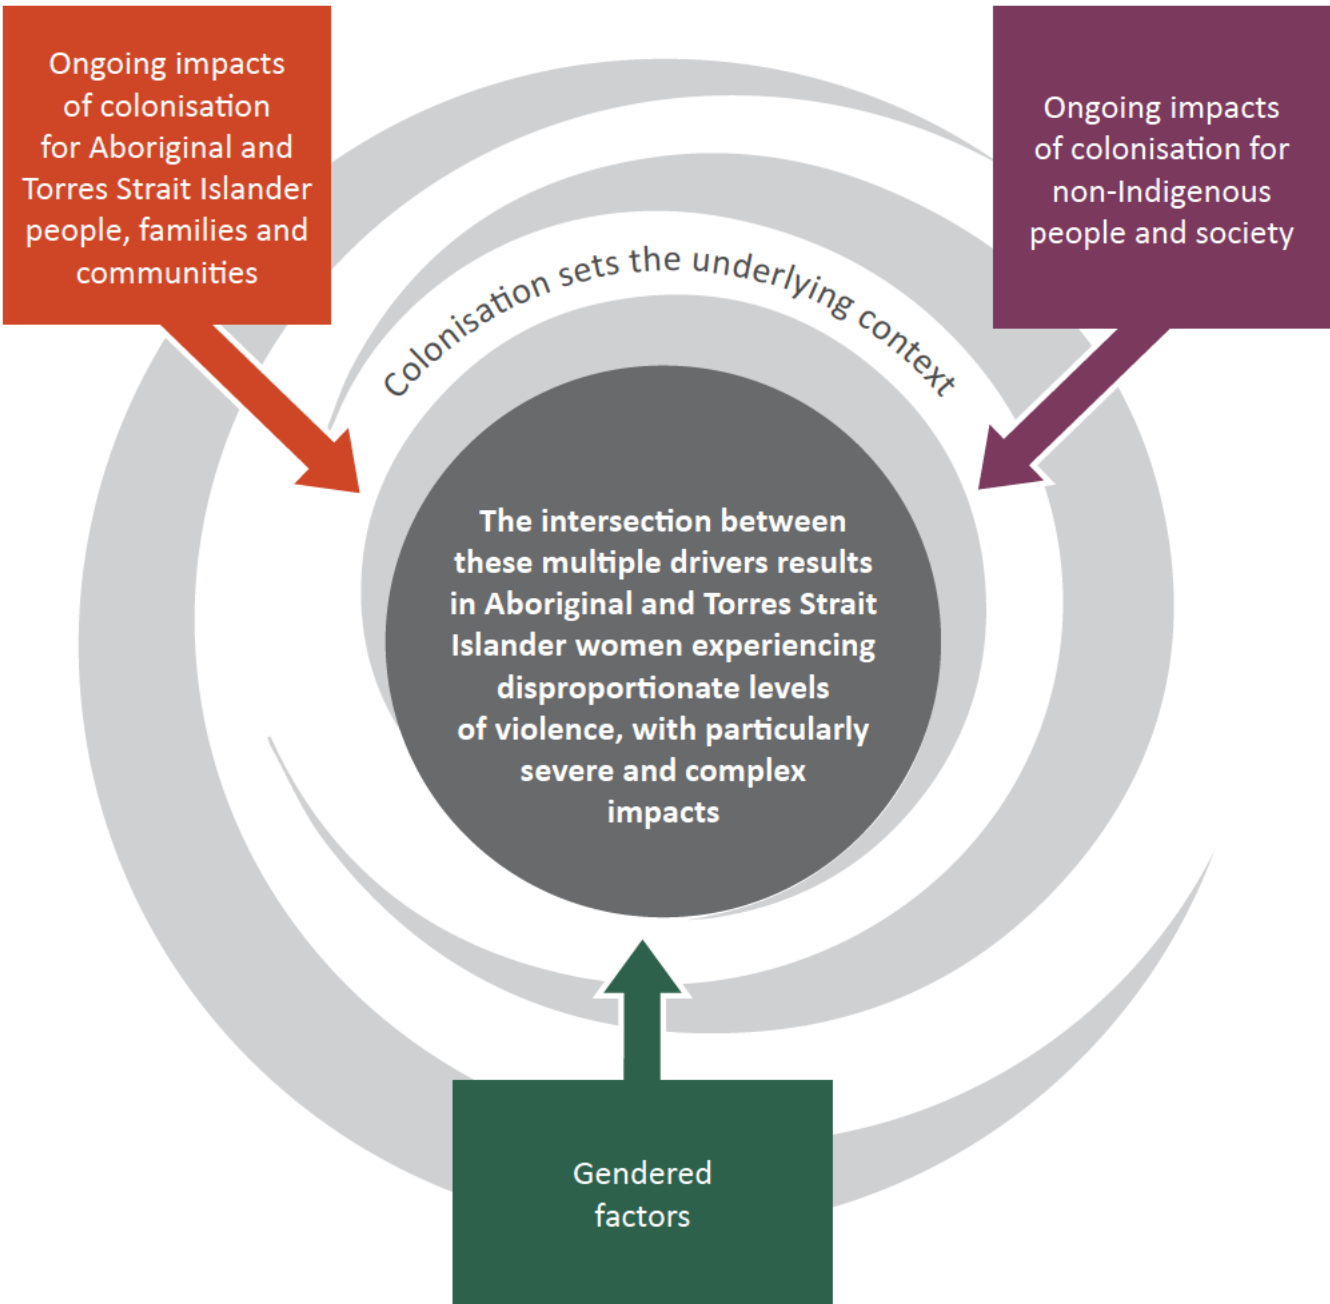 Ongoing impacts
of colonisation
for Aboriginal and
Torres Strait Islander
people, families and
communities
Ongoing impacts
of colonisation for
non-Indigenous
people and society
Colonisation sets the underlying context
The intersection between
these multiple drivers results
in Aboriginal and Torres Strait
Islander women experiencing
disproportionate levels
of violence, with particularly
severe and complex
impacts
Gendered
factors